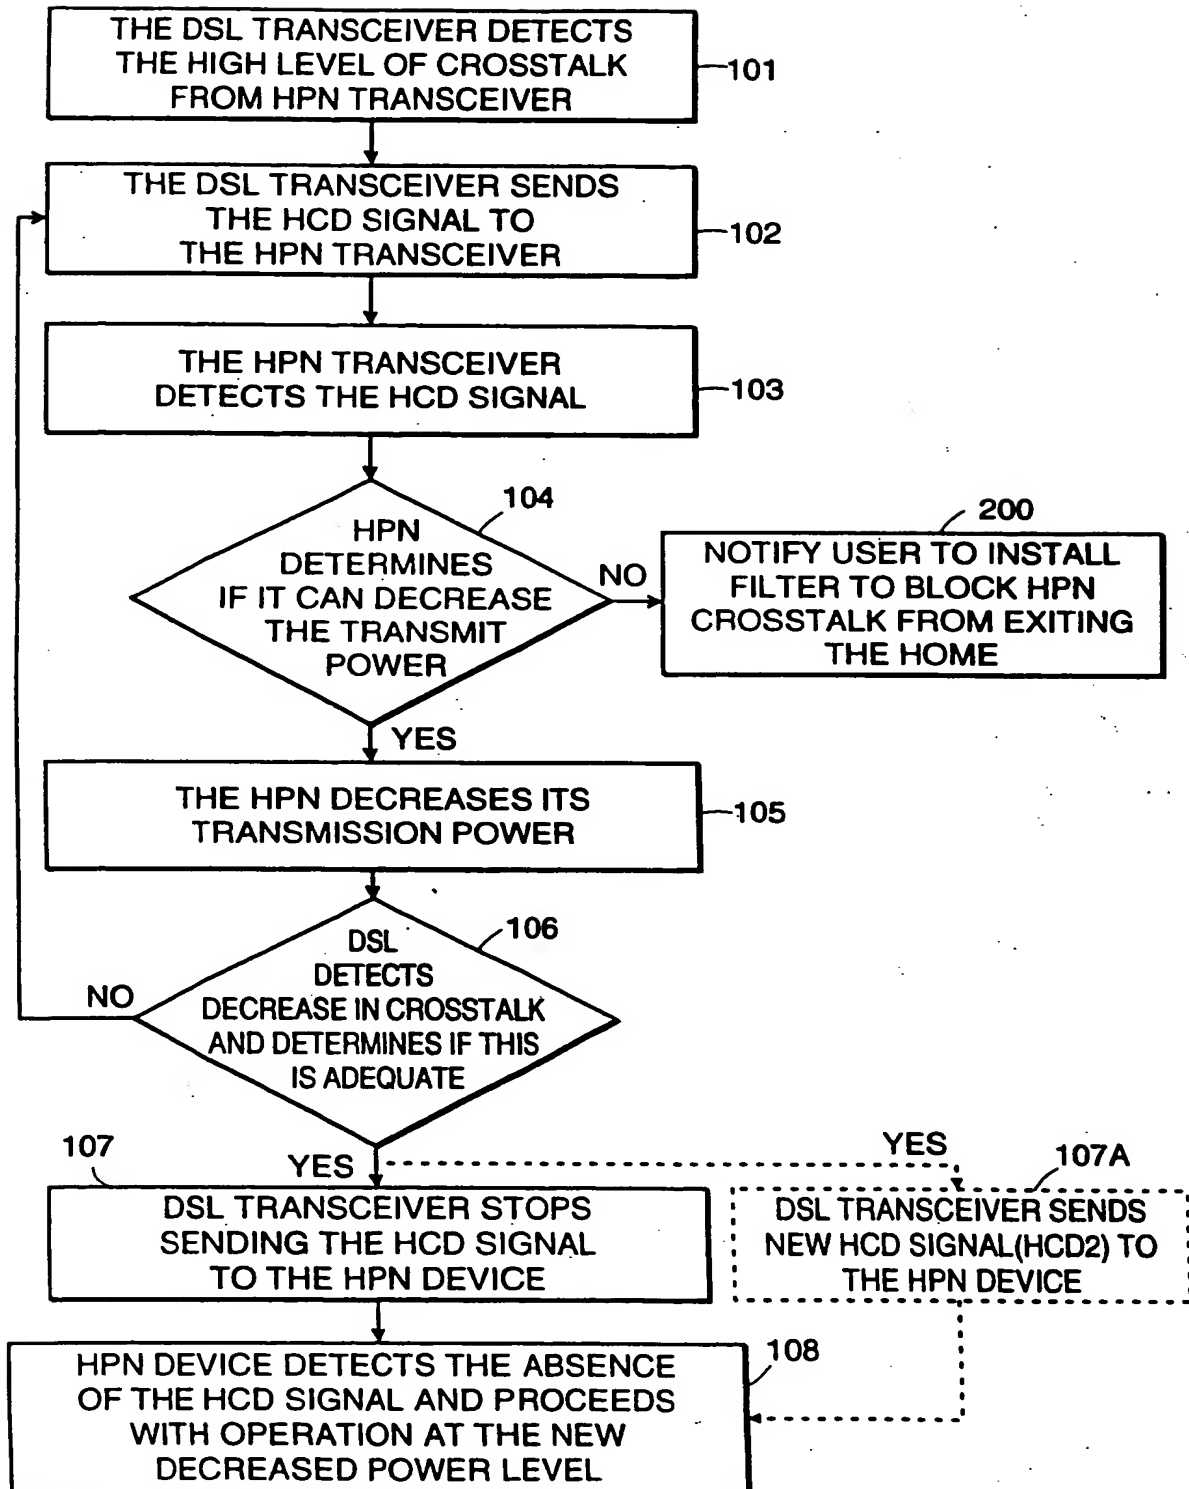 THE DSL TRANSCEIVER DETECTS
THE HIGH LEVEL OF CROSSTALK
FROM HPN TRANSCEIVER
101
THE DSL TRANSCEIVER SENDS
THE HCD SIGNAL TO
THE HPN TRANSCEIVER
102
THE HPN TRANSCEIVER
DETECTS THE HCD SIGNAL
103
104
HPN
DETERMINES
IF IT CAN DECREASE
THE TRANSMIT
POWER
NO
200
NOTIFY USER TO INSTALL
FILTER TO BLOCK HPN
CROSSTALK FROM EXITING
THE HOME
YES
THE HPN DECREASES ITS
TRANSMISSION POWER
105
106
DSL
DETECTS
DECREASE IN CROSSTALK
AND DETERMINES IF THIS
IS ADEQUATE
NO
YES
YES
107
DSL TRANSCEIVER STOPS
SENDING THE HCD SIGNAL
TO THE HPN DEVICE
107A
DSL TRANSCEIVER SENDS
NEW HCD SIGNAL(HCD2) TO
THE HPN DEVICE
HPN DEVICE DETECTS THE ABSENCE
OF THE HCD SIGNAL AND PROCEEDS
WITH OPERATION AT THE NEW
DECREASED POWER LEVEL
108